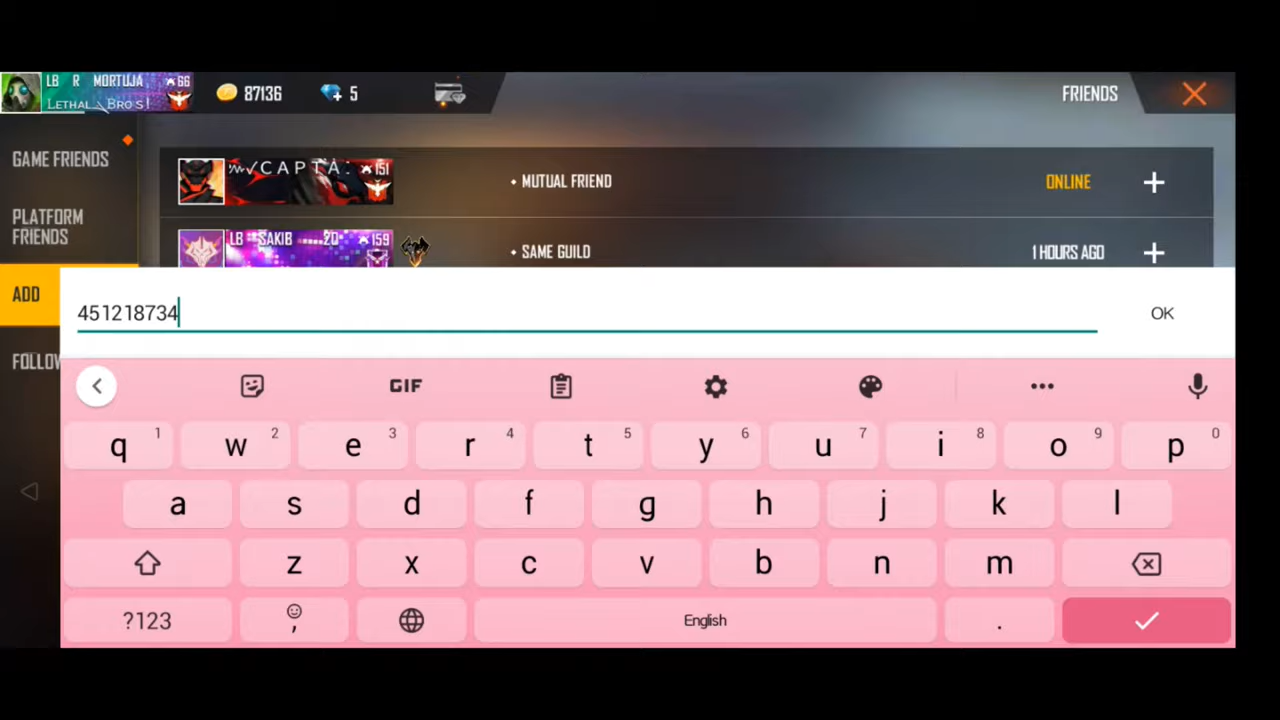 LB R MORTUJA 66
LETHAL BRO'S!
87136
5
FRIENDS
GAME FRIENDS
PLATFORM
FRIENDS
ADD
FOLLOW
√CAPTA. 151
• MUTUAL FRIEND
ONLINE
LB SAKIB 20 159
• SAME GUILD
1 HOURS AGO
451218734
OK
GIF
q 1 w 2 e 3 r 4 t 5 y 6 u 7 i 8 o 9 p 0
a s d f g h j k l
z x c v b n m
?123 , English .